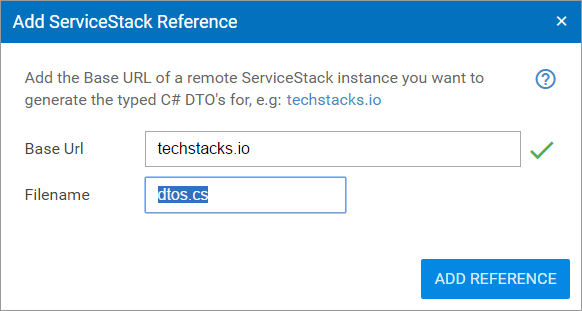 Add ServiceStack Reference
Add the Base URL of a remote ServiceStack instance you want to
generate the typed C# DTO's for, e.g: techstacks.io
Base Url techstacks.io
Filename dtos.cs
ADD REFERENCE